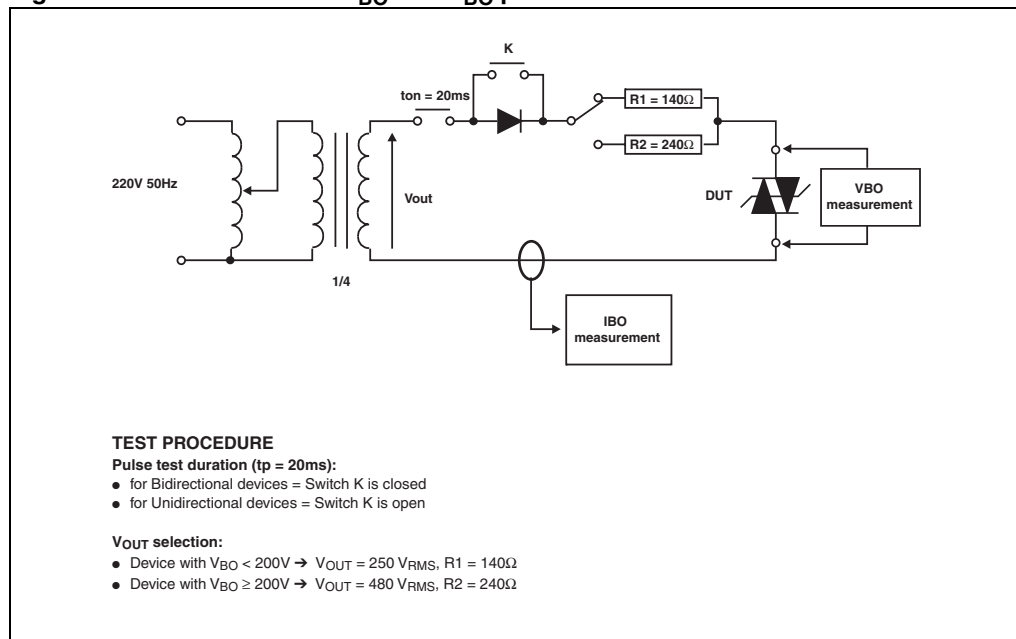 K
ton = 20ms
R1 = 140Ω
R2 = 240Ω
220V 50Hz
Vout
DUT
VBO
measurement
1/4
IBO
measurement
TEST PROCEDURE
Pulse test duration (tp = 20ms):
● for Bidirectional devices = Switch K is closed
● for Unidirectional devices = Switch K is open
VOUT selection:
● Device with VBO < 200V ➔ VOUT = 250 VRMS, R1 = 140Ω
● Device with VBO ≥ 200V ➔ VOUT = 480 VRMS, R2 = 240Ω